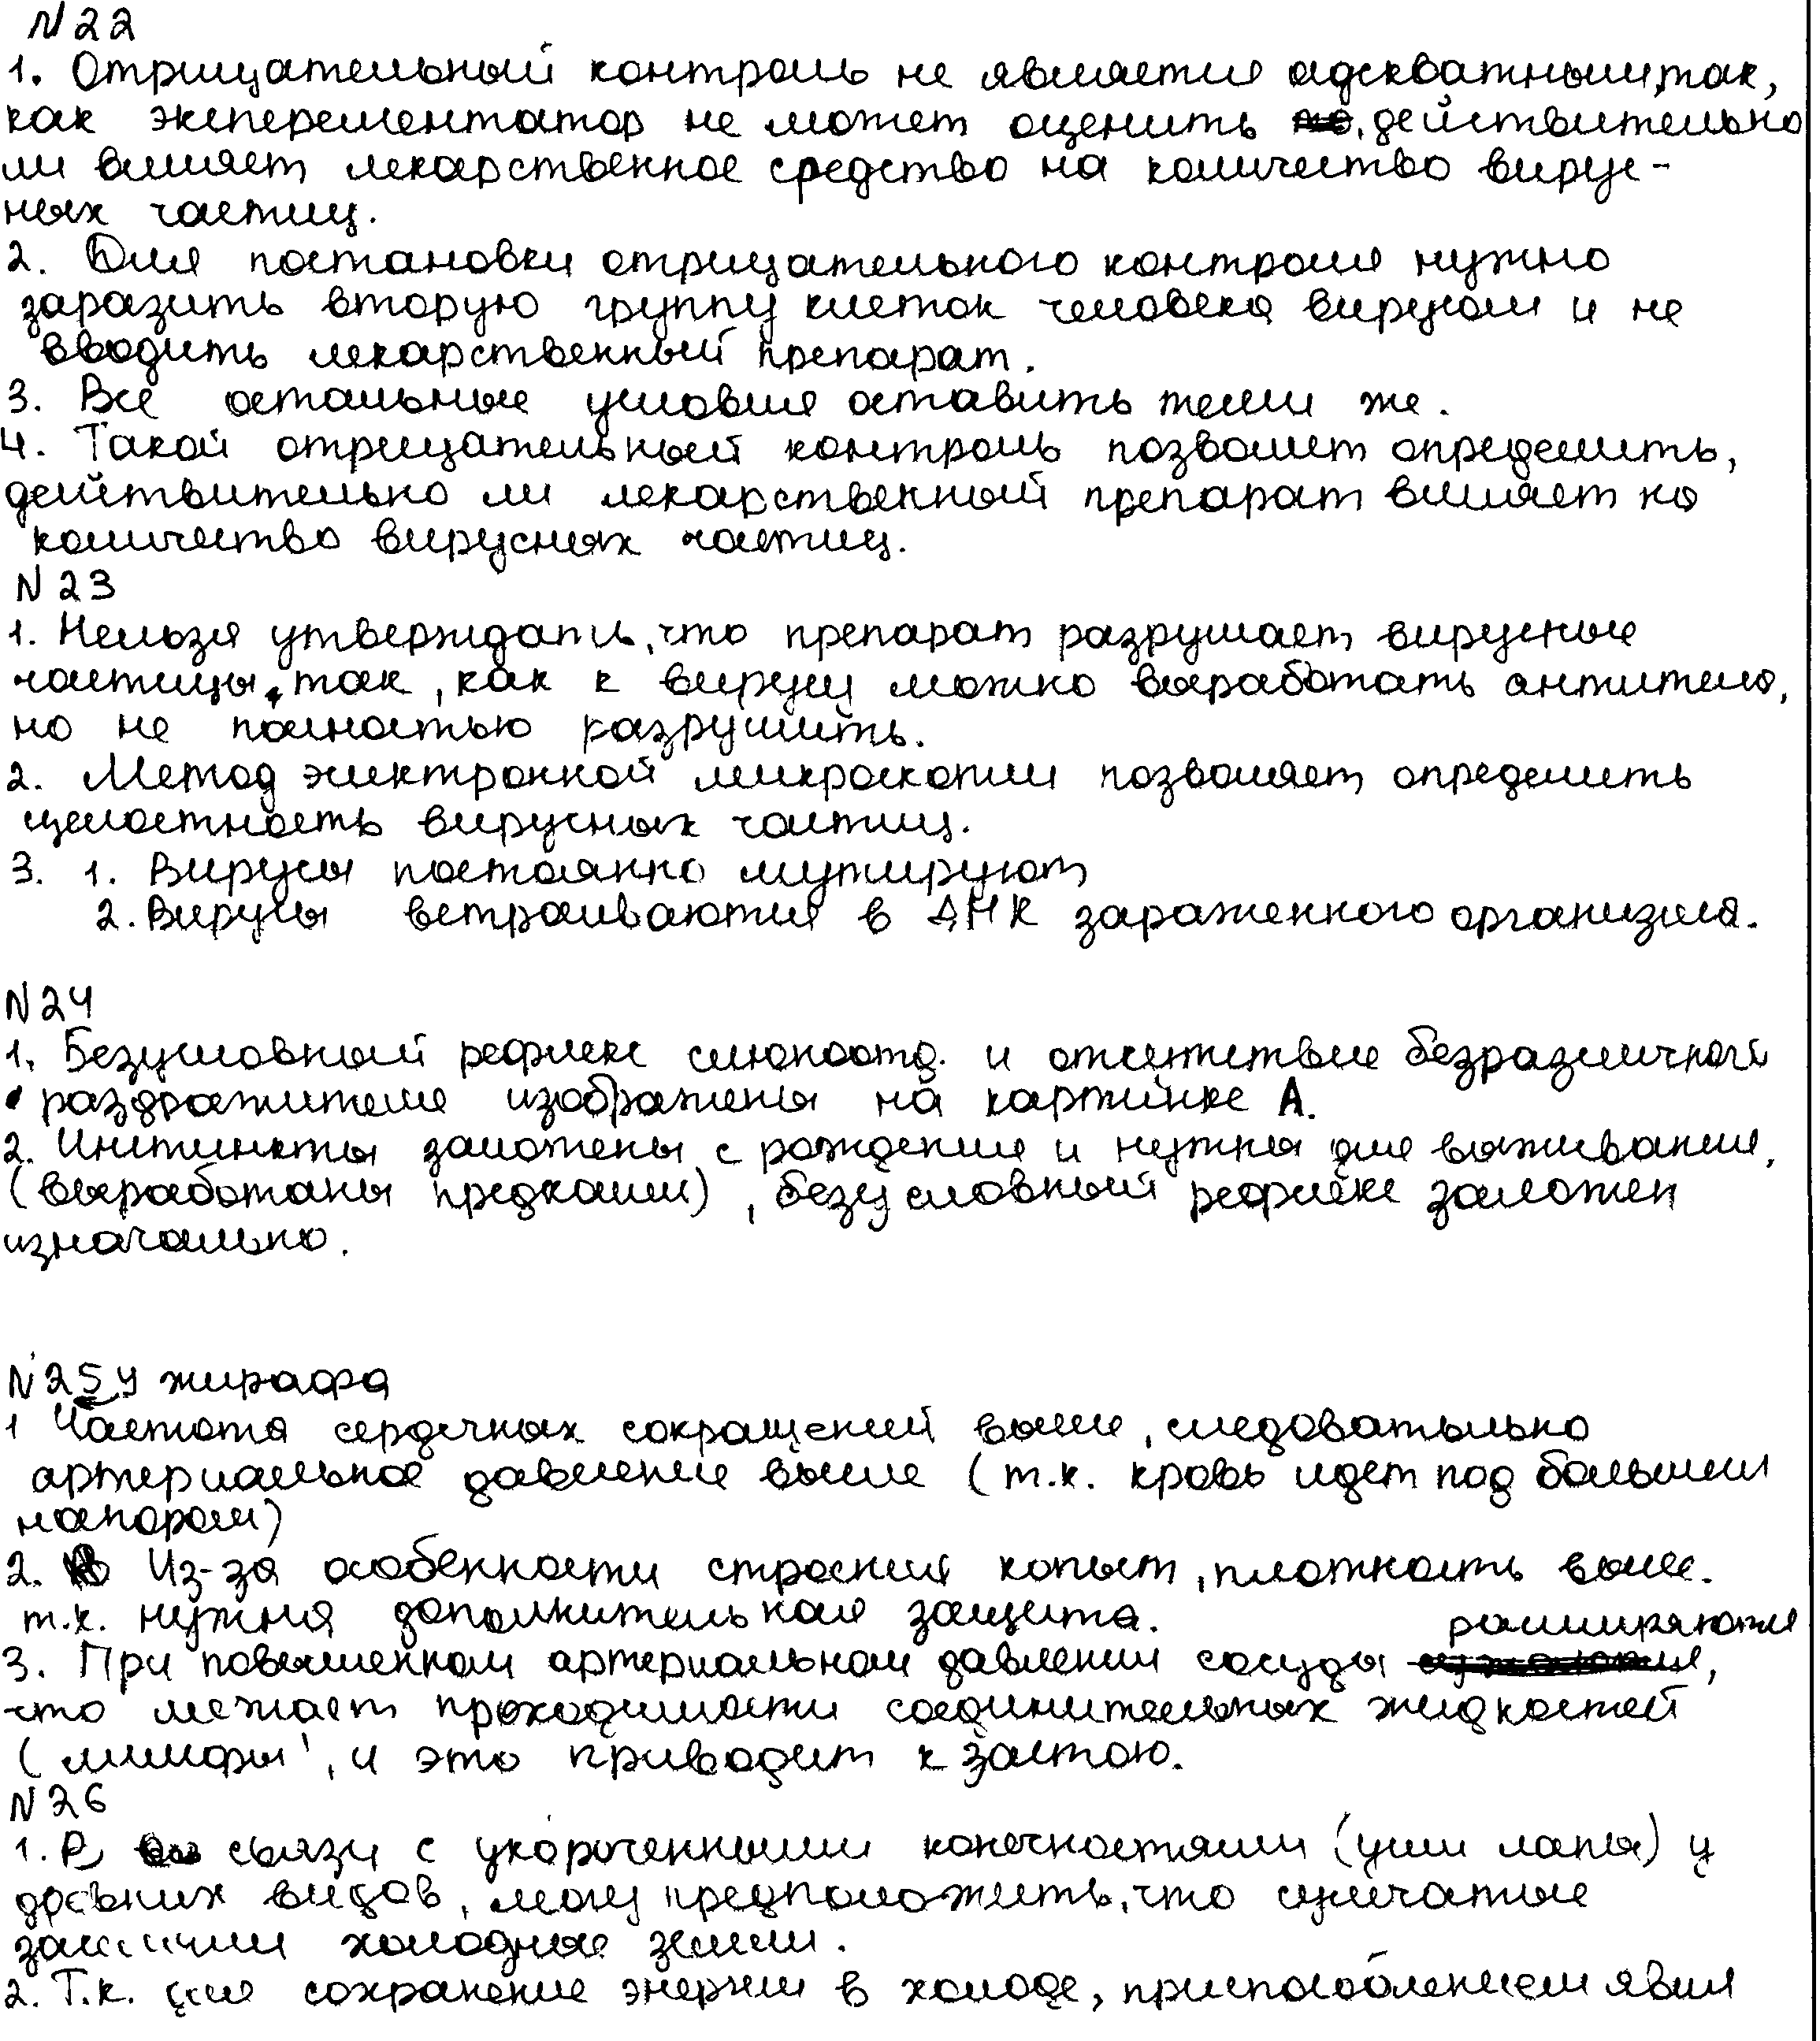 N22
1. Отрицательный контроль не является адекватным, так,
как эксперементатор не может оценить, действительно
ли влияет лекарственное средство на количество вирус-
ных частиц.
2. Для постановки отрицательного контроля нужно
заразить вторую группу клеток человека вирусом и не
вводить лекарственный препарат.
3. Все остальные условия оставить теми же.
4. Такой отрицательный контроль позволит определить,
действительно ли лекарственный препарат влияет на
количество вирусных частиц.
N23
1. Нельзя утверждать, что препарат разрушает вирусные
частицы, так, как к вирусу можно выработать антитела,
но не полностью разрушить.
2. Метод электронной микроскопии позволяет определить
целостность вирусных частиц.
3. 1. Вирусы постоянно мутируют
2. Вирусы встраиваются в ДНК зараженного организма.
N24
1. Безусловный рефлекс слюноотд. и отсутствие безразличного
раздражителя изображены на картинке А.
2. Инстинкты заложены с рождения и нужны для выживания,
(выработаны предками), безусловный рефлекс заложен
изначально.
N25 У жирафа
1 Частота сердечных сокращений выше, следовательно
артериальное давление выше (т.к. кровь идет под большим
напором)
2. Из-за особенности строения копыт, плотность выше.
т.к. нужна дополнительная защита.
расширяются
3. При повышенном артериальном давлении сосуды,
что мешает проходимости соединительных жидкостей
(лимфы), и это приводит к застою.
N26
1. В связи с укороченными конечностями (уши лапы) у
древних видов, могу предположить, что сумчатые
заселили холодные земли.
2. Т.к. для сохранение энергии в холоде, приспособлением явля